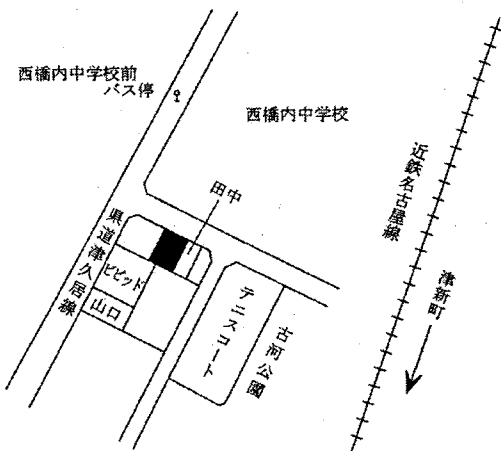 西橋内中学校前
バス停
西橋内中学校
近鉄名古屋線
田中
県道津久居線
ビビッド
山口
テニスコート
古河公園
津新町